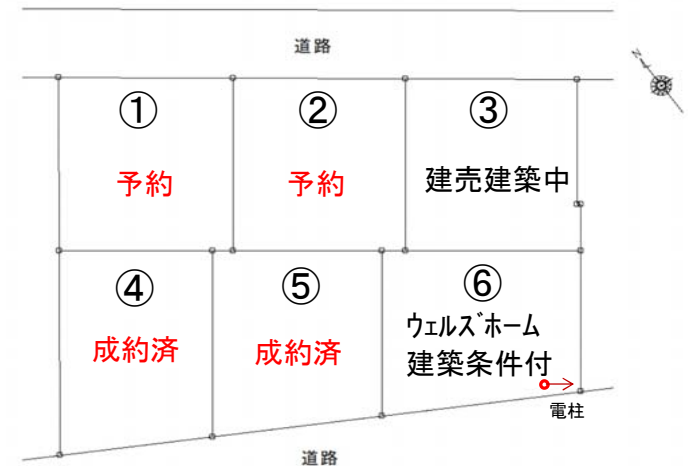 道路
N
①
②
③
予約
予約
建売建築中
④
⑤
⑥
成約済
成約済
ウェルズホーム
建築条件付
電柱
道路